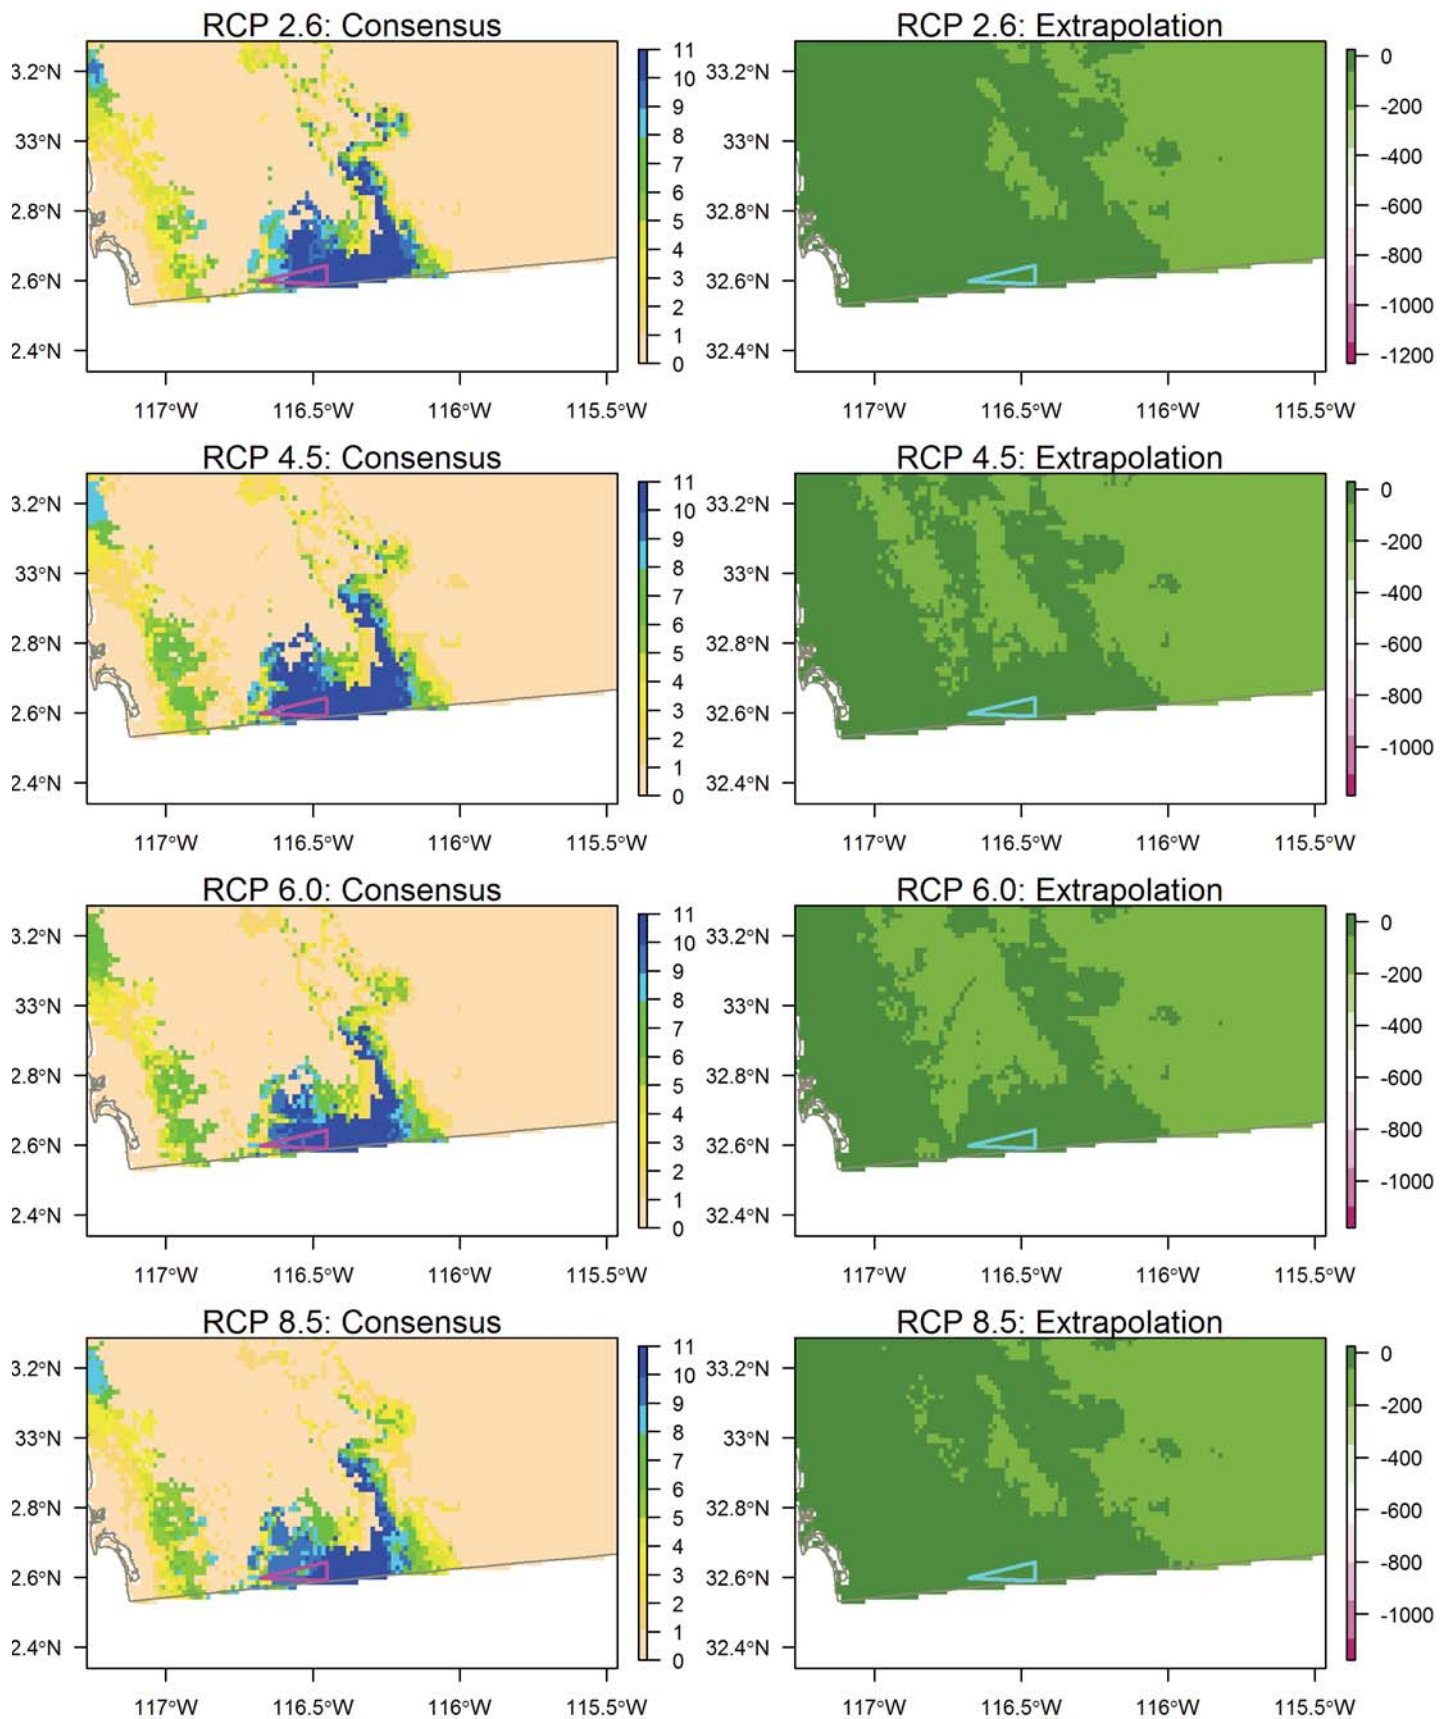 RCP 2.6: Consensus
3.2°N
33°N
2.8°N
2.6°N
2.4°N
117°W 116.5°W 116°W 115.5°W
11
10
9
8
7
6
5
4
3
2
1
0
RCP 2.6: Extrapolation
33.2°N
33°N
32.8°N
32.6°N
32.4°N
117°W 116.5°W 116°W 115.5°W
0
-200
-400
-600
-800
-1000
-1200
RCP 4.5: Consensus
3.2°N
33°N
2.8°N
2.6°N
2.4°N
117°W 116.5°W 116°W 115.5°W
11
10
9
8
7
6
5
4
3
2
1
0
RCP 4.5: Extrapolation
33.2°N
33°N
32.8°N
32.6°N
32.4°N
117°W 116.5°W 116°W 115.5°W
0
-200
-400
-600
-800
-1000
RCP 6.0: Consensus
3.2°N
33°N
2.8°N
2.6°N
2.4°N
117°W 116.5°W 116°W 115.5°W
11
10
9
8
7
6
5
4
3
2
1
0
RCP 6.0: Extrapolation
33.2°N
33°N
32.8°N
32.6°N
32.4°N
117°W 116.5°W 116°W 115.5°W
0
-200
-400
-600
-800
-1000
RCP 8.5: Consensus
3.2°N
33°N
2.8°N
2.6°N
2.4°N
117°W 116.5°W 116°W 115.5°W
11
10
9
8
7
6
5
4
3
2
1
0
RCP 8.5: Extrapolation
33.2°N
33°N
32.8°N
32.6°N
32.4°N
117°W 116.5°W 116°W 115.5°W
0
-200
-400
-600
-800
-1000